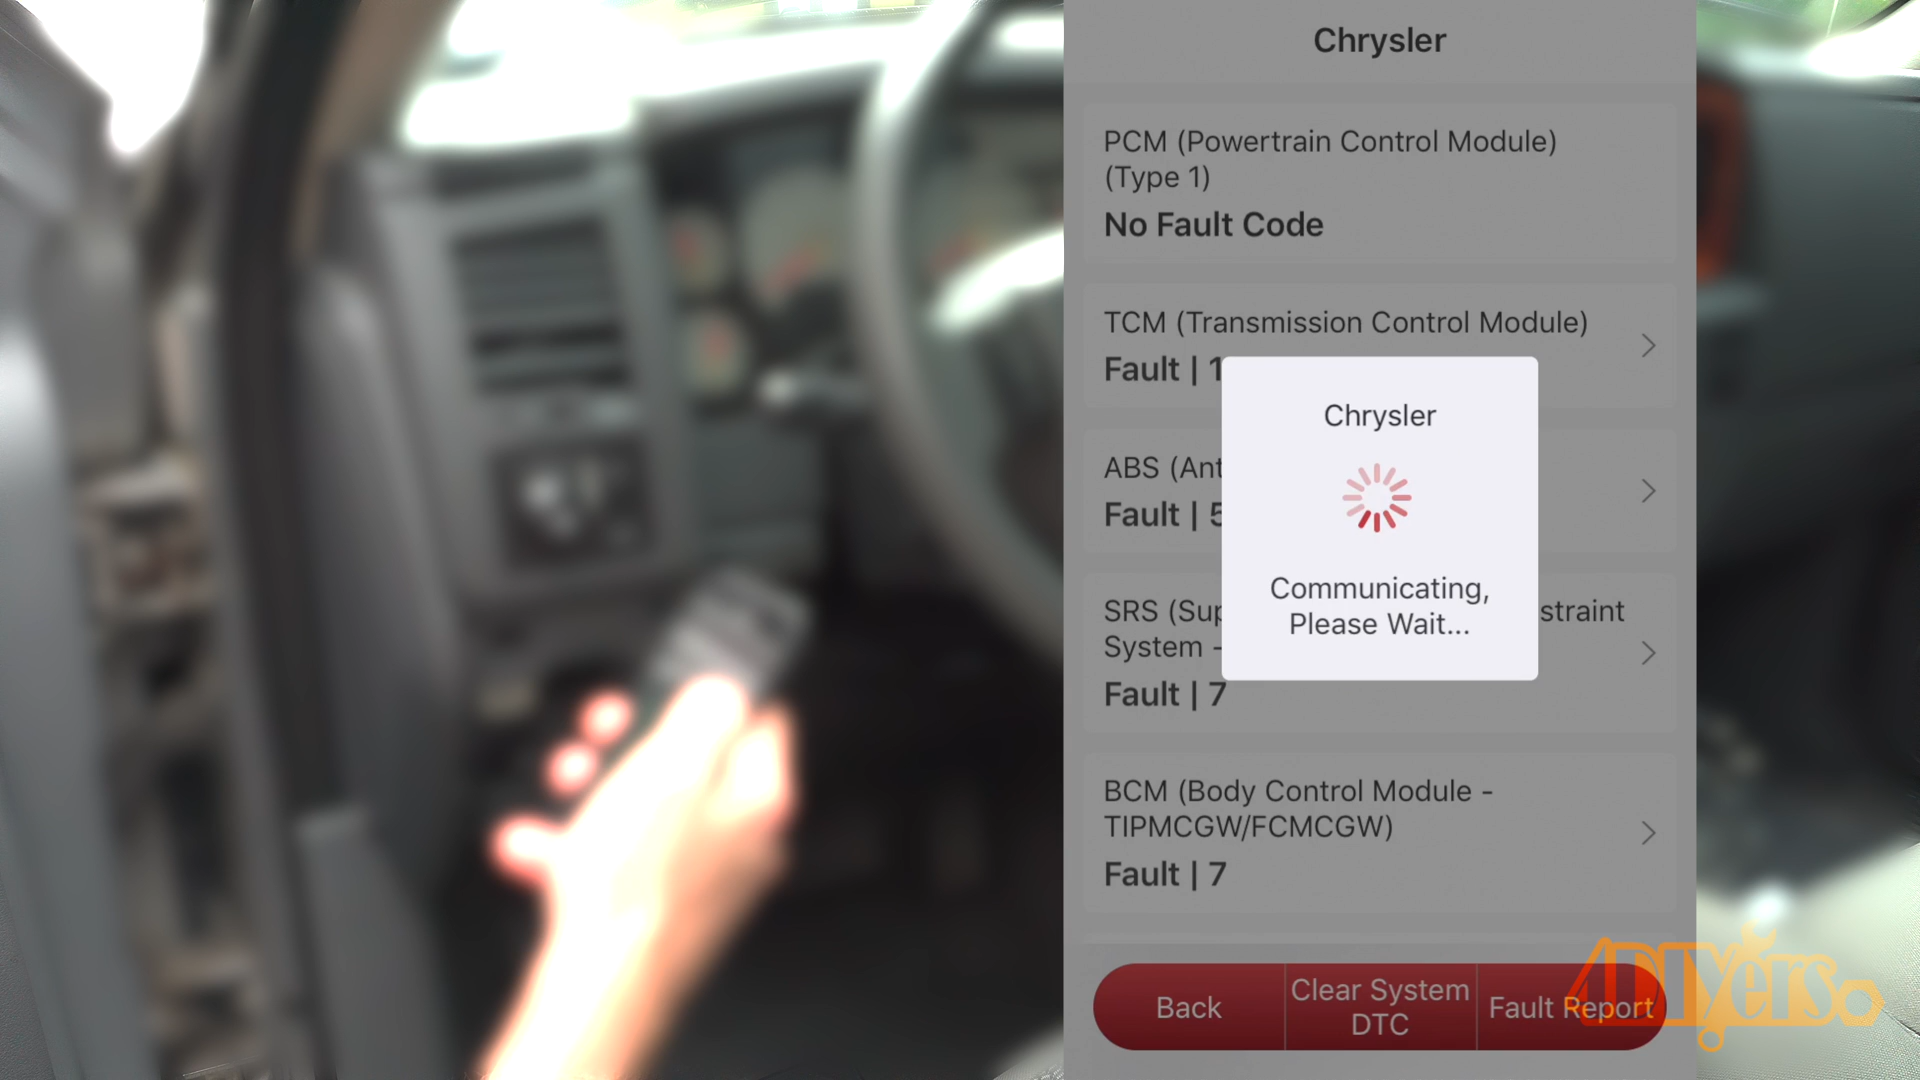 Chrysler
PCM (Powertrain Control Module)
(Type 1)
No Fault Code
TCM (Transmission Control Module)
Fault | 1
ABS (Ant
Fault | 5
SRS (Sup
straint
System -
Fault | 7
Chrysler
Communicating,
Please Wait...
BCM (Body Control Module -
TIPMCGW/FCMCGW)
Fault | 7
Back
Clear System
DTC
Fault Report
4DIYers